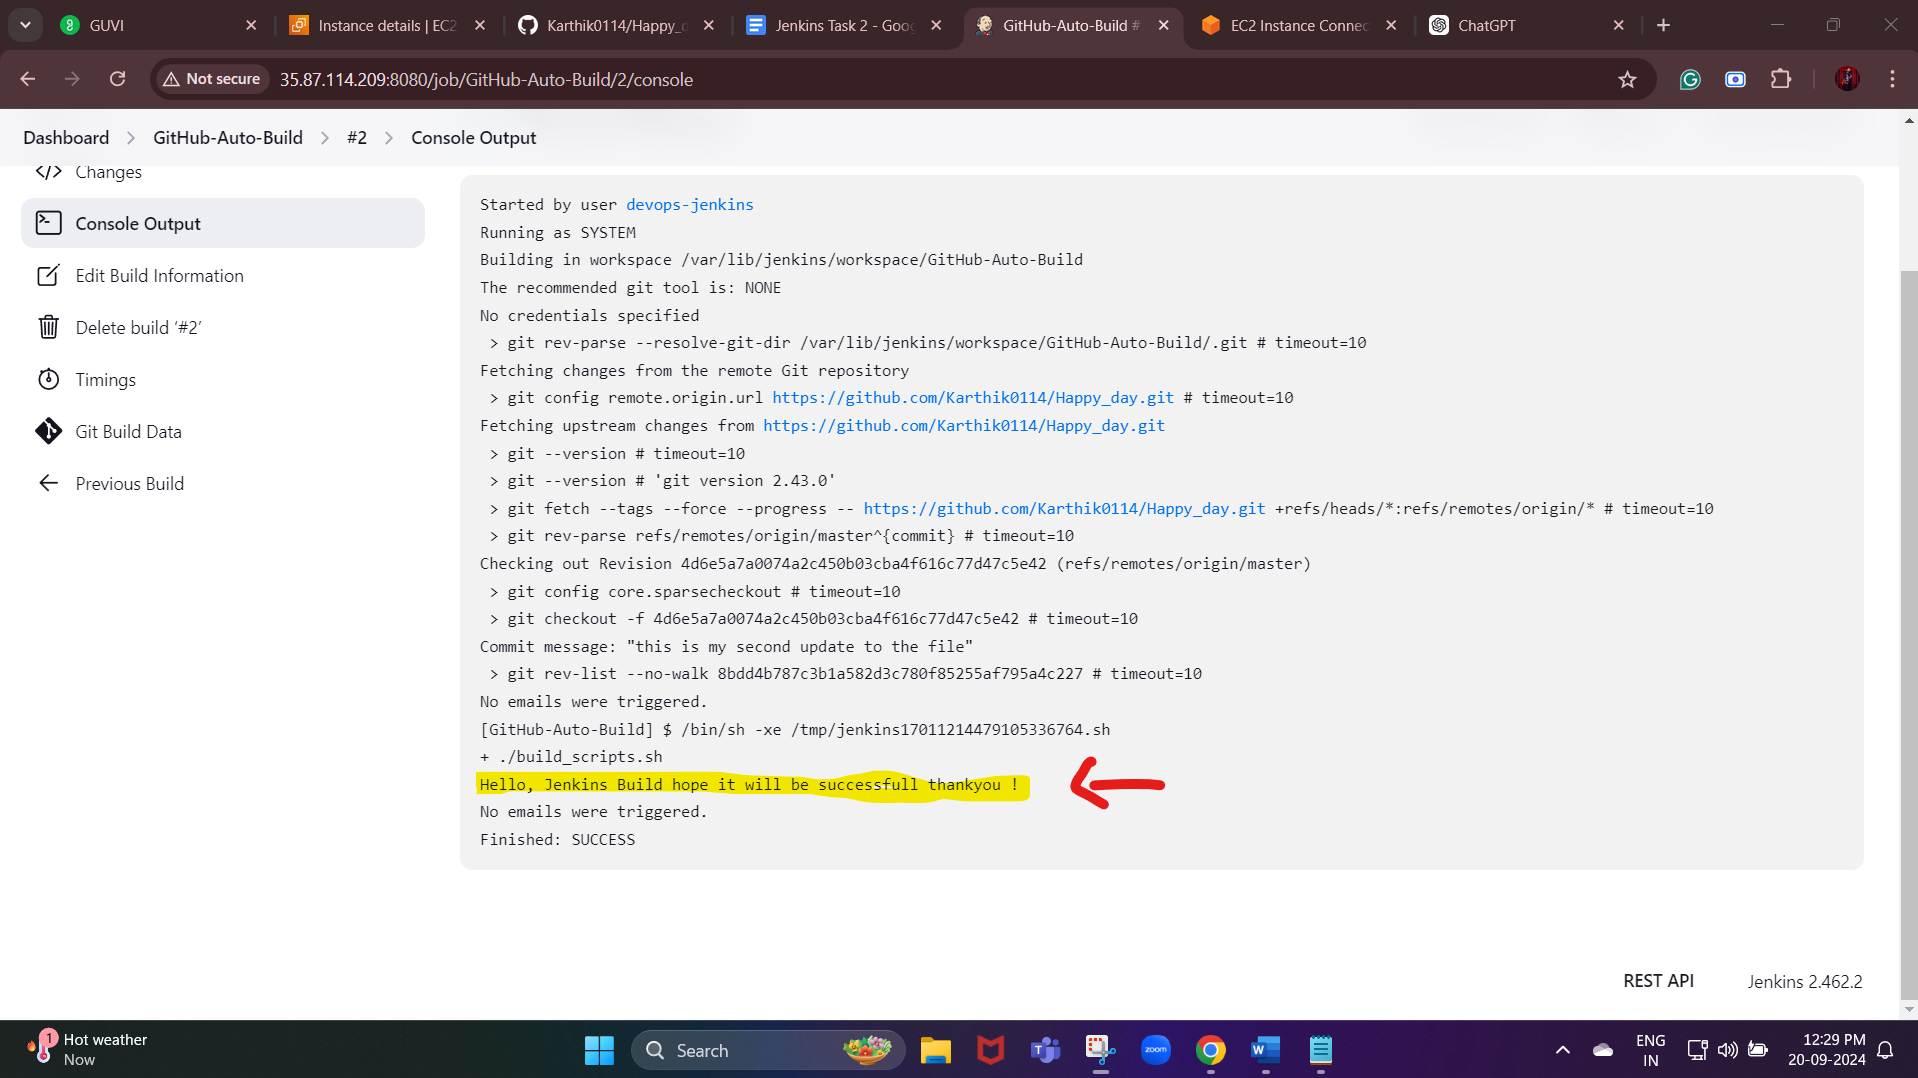 GUVI
Instance details | EC2
Karthik0114/Happy_d
Jenkins Task 2 - Goog
GitHub-Auto-Build #
EC2 Instance Connec
ChatGPT
Not secure
35.87.114.209:8080/job/GitHub-Auto-Build/2/console
Dashboard
GitHub-Auto-Build
#2
Console Output
Changes
Console Output
Edit Build Information
Delete build ‘#2’
Timings
Git Build Data
Previous Build
Started by user devops-jenkins
Running as SYSTEM
Building in workspace /var/lib/jenkins/workspace/GitHub-Auto-Build
The recommended git tool is: NONE
No credentials specified
> git rev-parse --resolve-git-dir /var/lib/jenkins/workspace/GitHub-Auto-Build/.git # timeout=10
Fetching changes from the remote Git repository
> git config remote.origin.url https://github.com/Karthik0114/Happy_day.git # timeout=10
Fetching upstream changes from https://github.com/Karthik0114/Happy_day.git
> git --version # timeout=10
> git --version # 'git version 2.43.0'
> git fetch --tags --force --progress -- https://github.com/Karthik0114/Happy_day.git +refs/heads/*:refs/remotes/origin/* # timeout=10
> git rev-parse refs/remotes/origin/master^{commit} # timeout=10
Checking out Revision 4d6e5a7a0074a2c450b03cba4f616c77d47c5e42 (refs/remotes/origin/master)
> git config core.sparsecheckout # timeout=10
> git checkout -f 4d6e5a7a0074a2c450b03cba4f616c77d47c5e42 # timeout=10
Commit message: "this is my second update to the file"
> git rev-list --no-walk 8bdd4b787c3b1a582d3c780f85255af795a4c227 # timeout=10
No emails were triggered.
[GitHub-Auto-Build] $ /bin/sh -xe /tmp/jenkins17011214479105336764.sh
+ ./build_scripts.sh
Hello, Jenkins Build hope it will be successfull thankyou !
No emails were triggered.
Finished: SUCCESS
REST API
Jenkins 2.462.2
1
Hot weather
Now
Search
zoom
ENG
IN
12:29 PM
20-09-2024